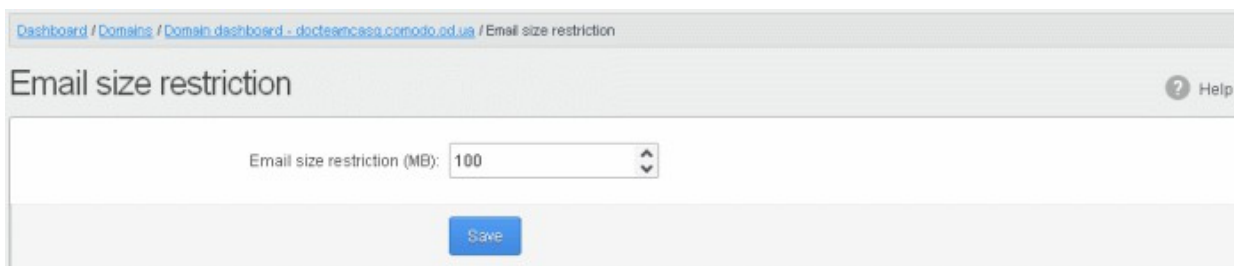 Dashboard / Domains / Domain dashboard - docteamcasg.comodo.od.ua / Email size restriction
Email size restriction
Help
Email size restriction (MB): 100
Save